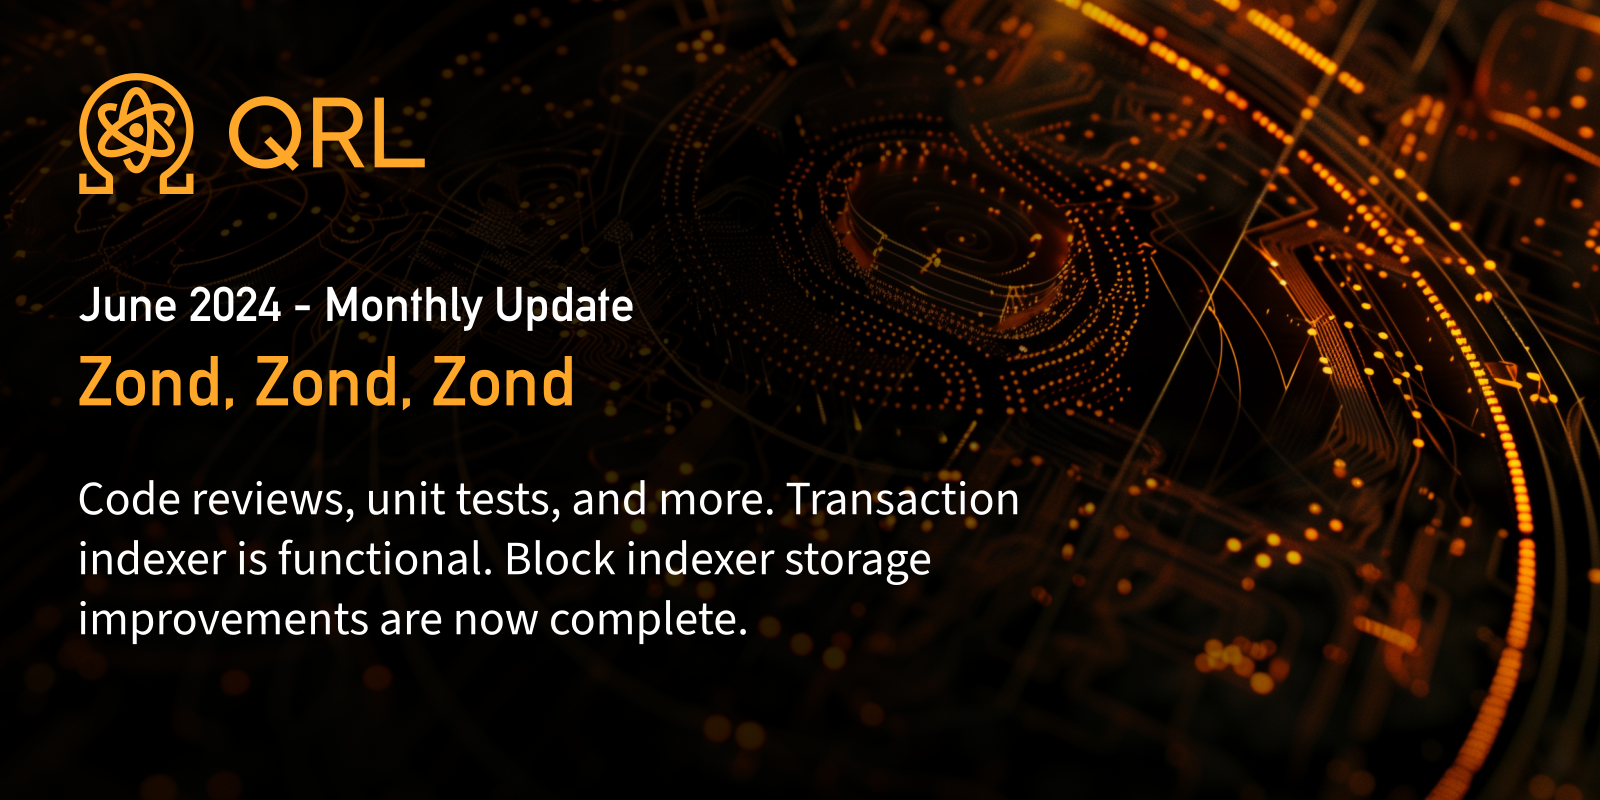 QRL
June 2024 - Monthly Update
Zond, Zond, Zond
Code reviews, unit tests, and more. Transaction
indexer is functional. Block indexer storage
improvements are now complete.